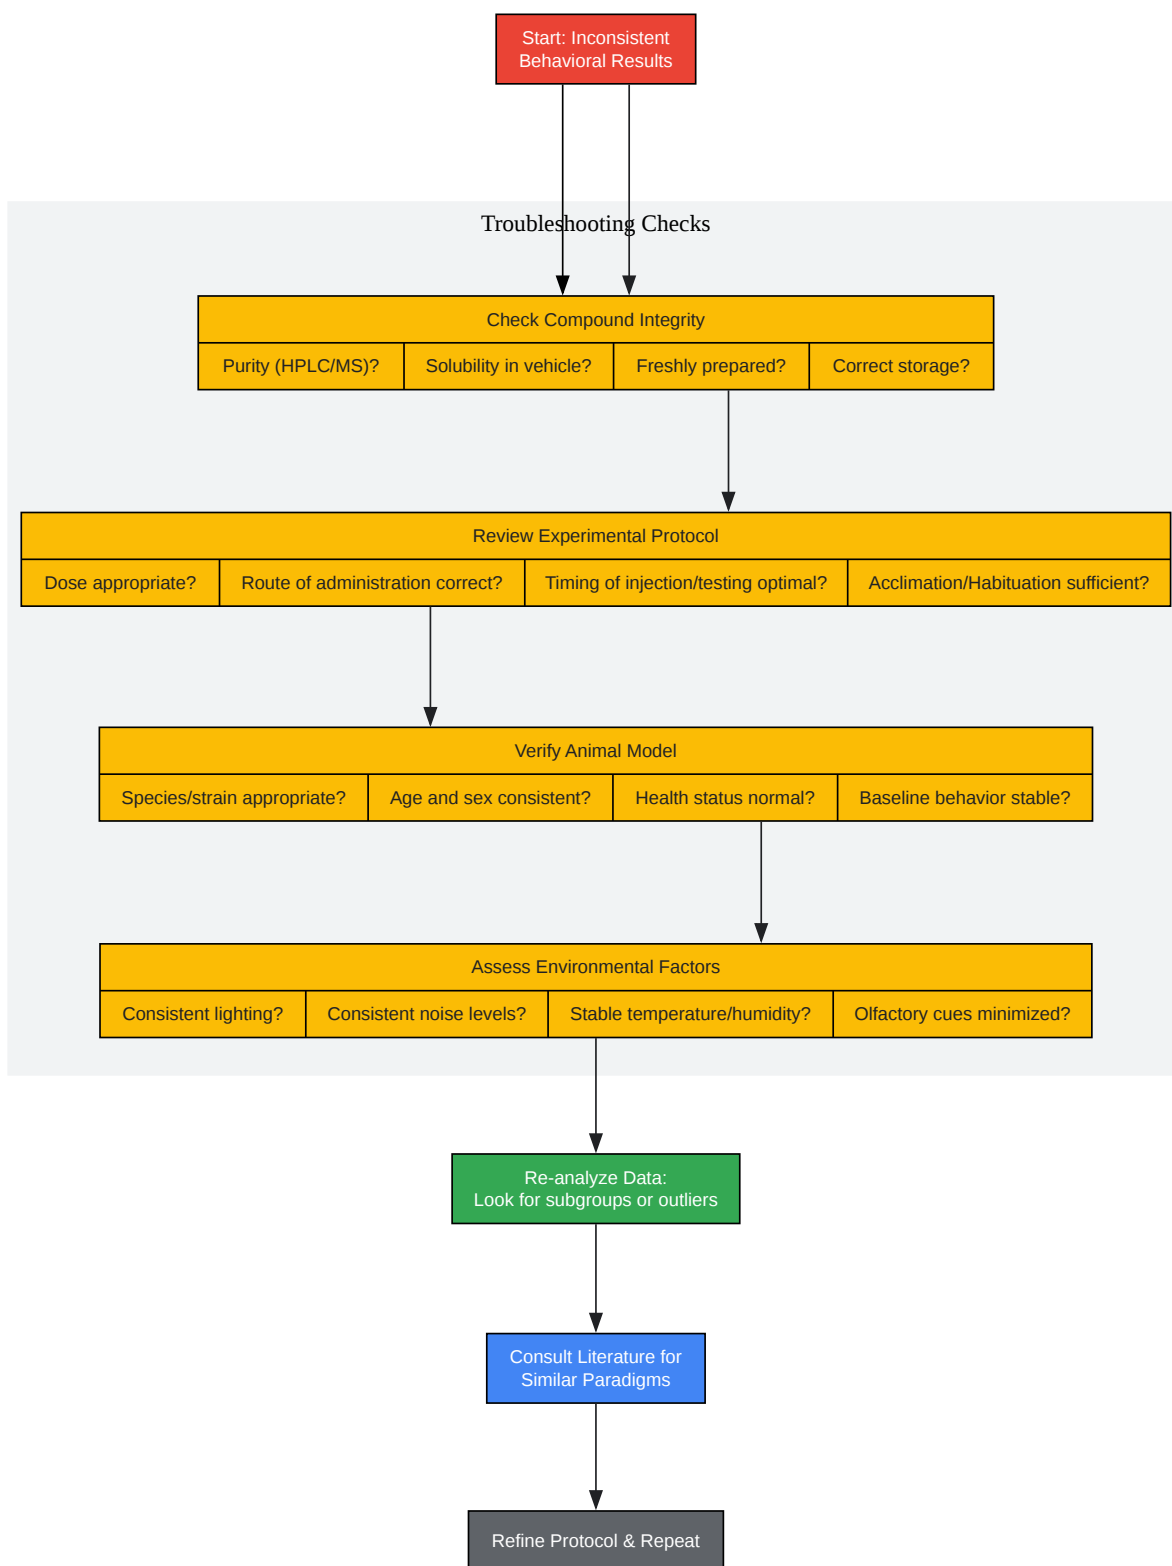 Start: Inconsistent
Behavioral Results
Troubleshooting Checks
Check Compound Integrity
Purity (HPLC/MS)?
Solubility in vehicle?
Freshly prepared?
Correct storage?
Review Experimental Protocol
Dose appropriate?
Route of administration correct?
Timing of injection/testing optimal?
Acclimation/Habituation sufficient?
Verify Animal Model
Species/strain appropriate?
Age and sex consistent?
Health status normal?
Baseline behavior stable?
Assess Environmental Factors
Consistent lighting?
Consistent noise levels?
Stable temperature/humidity?
Olfactory cues minimized?
Re-analyze Data:
Look for subgroups or outliers
Consult Literature for
Similar Paradigms
Refine Protocol & Repeat